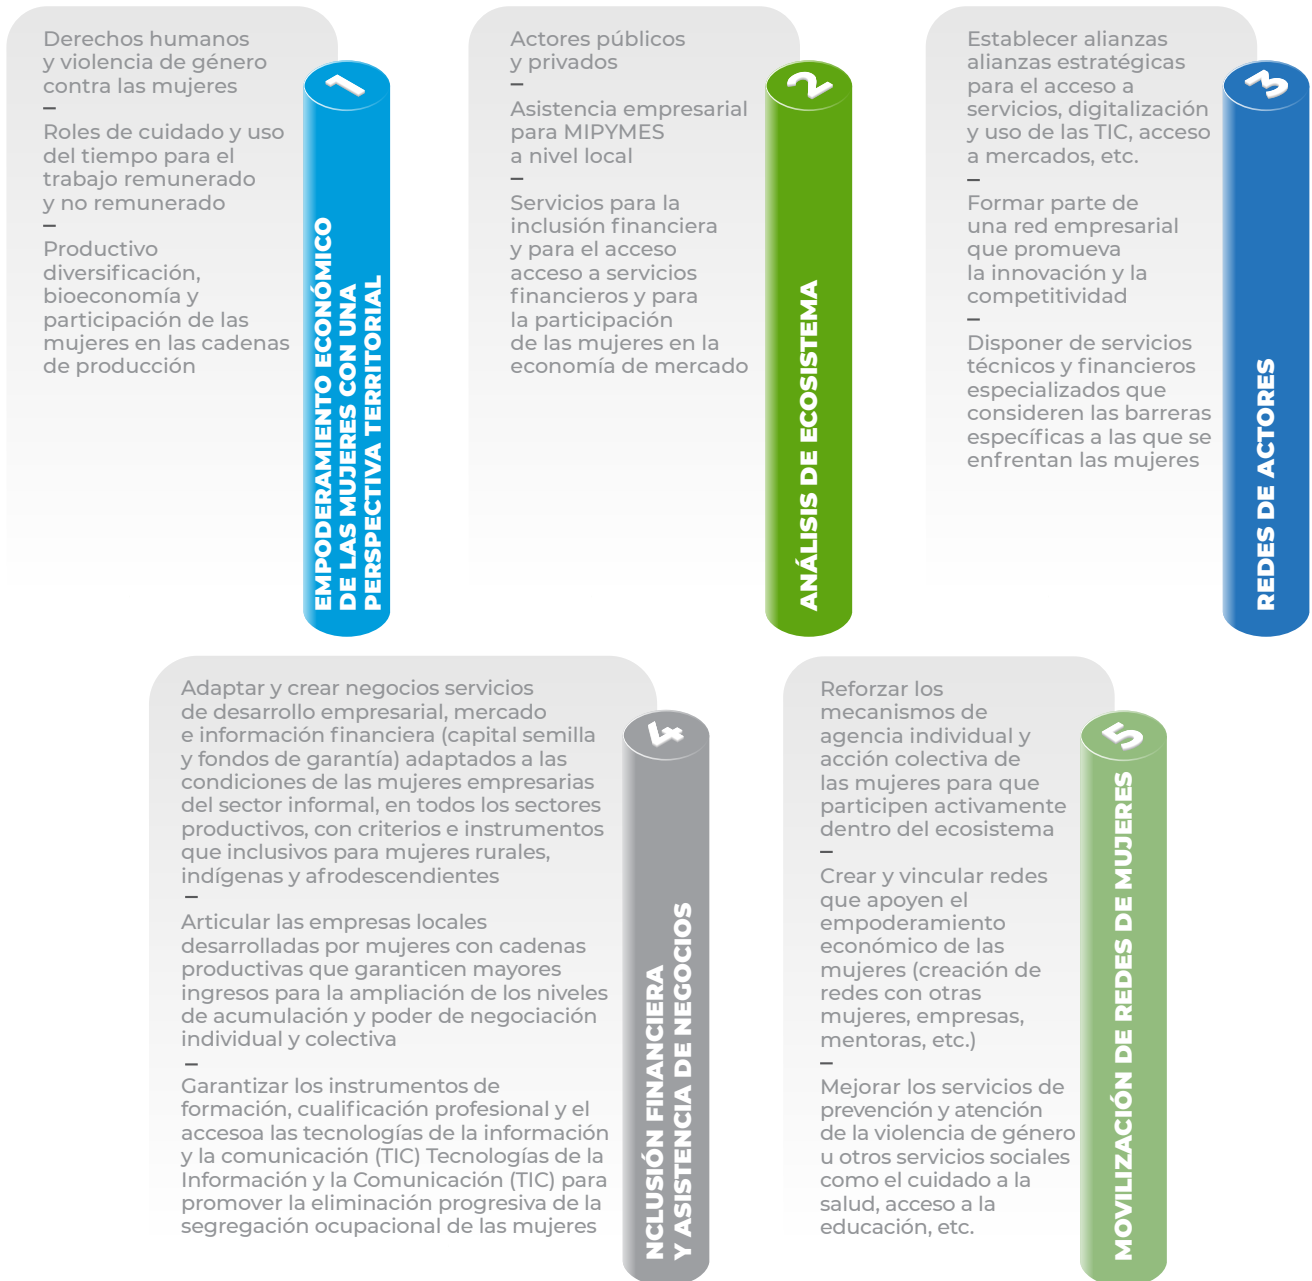 Derechos humanos
y violencia de género
contra las mujeres
–
Roles de cuidado y uso
del tiempo para el
trabajo remunerado
y no remunerado
–
Productivo
diversificación,
bioeconomía y
participación de las
mujeres en las cadenas
de producción
1
EMPODERAMIENTO ECONÓMICO
DE LAS MUJERES CON UNA
PERSPECTIVA TERRITORIAL
Actores públicos
y privados
–
Asistencia empresarial
para MIPYMES
a nivel local
–
Servicios para la
inclusión financiera
y para el acceso
acceso a servicios
financieros y para
la participación
de las mujeres en la
economía de mercado
2
ANÁLISIS DE ECOSISTEMA
Establecer alianzas
alianzas estratégicas
para el acceso a
servicios, digitalización
y uso de las TIC, acceso
a mercados, etc.
–
Formar parte de
una red empresarial
que promueva
la innovación y la
competitividad
–
Disponer de servicios
técnicos y financieros
especializados que
consideren las barreras
específicas a las que se
enfrentan las mujeres
3
REDES DE ACTORES
Adaptar y crear negocios servicios
de desarrollo empresarial, mercado
e información financiera (capital semilla
y fondos de garantía) adaptados a las
condiciones de las mujeres empresarias
del sector informal, en todos los sectores
productivos, con criterios e instrumentos
que inclusivos para mujeres rurales,
indígenas y afrodescendientes
–
Articular las empresas locales
desarrolladas por mujeres con cadenas
productivas que garanticen mayores
ingresos para la ampliación de los niveles
de acumulación y poder de negociación
individual y colectiva
–
Garantizar los instrumentos de
formación, cualificación profesional y el
accesoa las tecnologías de la información
y la comunicación (TIC) Tecnologías de la
Información y la Comunicación (TIC) para
promover la eliminación progresiva de la
segregación ocupacional de las mujeres
4
NCLUSIÓN FINANCIERA
Y ASISTENCIA DE NEGOCIOS
Reforzar los
mecanismos de
agencia individual y
acción colectiva de
las mujeres para que
participen activamente
dentro del ecosistema
–
Crear y vincular redes
que apoyen el
empoderamiento
económico de las
mujeres (creación de
redes con otras
mujeres, empresas,
mentoras, etc.)
–
Mejorar los servicios de
prevención y atención
de la violencia de género
u otros servicios sociales
como el cuidado a la
salud, acceso a la
educación, etc.
5
MOVILIZACIÓN DE REDES DE MUJERES